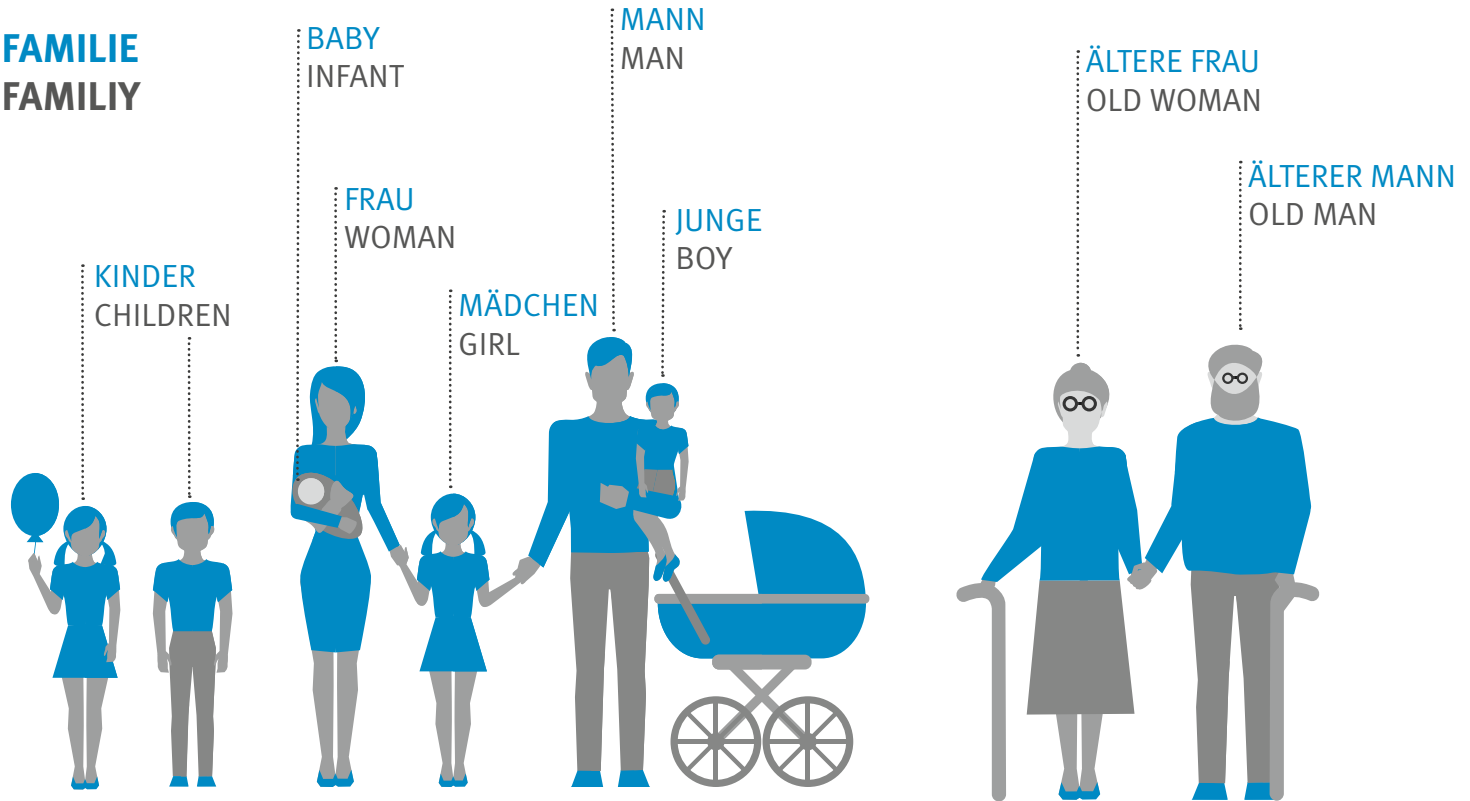 FAMILIE
FAMILIY
BABY
INFANT
MANN
MAN
ÄLTERE FRAU
OLD WOMAN
ÄLTERER MANN
OLD MAN
FRAU
WOMAN
JUNGE
BOY
KINDER
CHILDREN
MÄDCHEN
GIRL